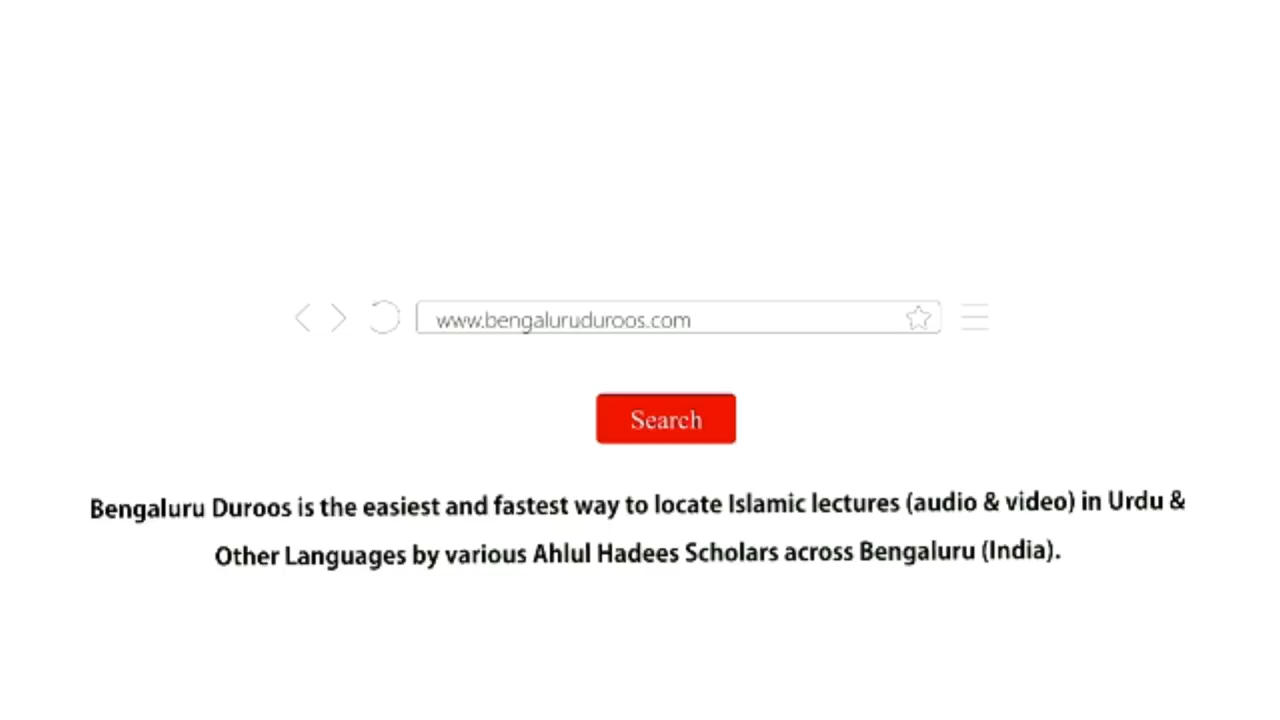 www.bengaluruduroos.com
Search
Bengaluru Duroos is the easiest and fastest way to locate Islamic lectures (audio & video) in Urdu &
Other Languages by various Ahlul Hadees Scholars across Bengaluru (India).